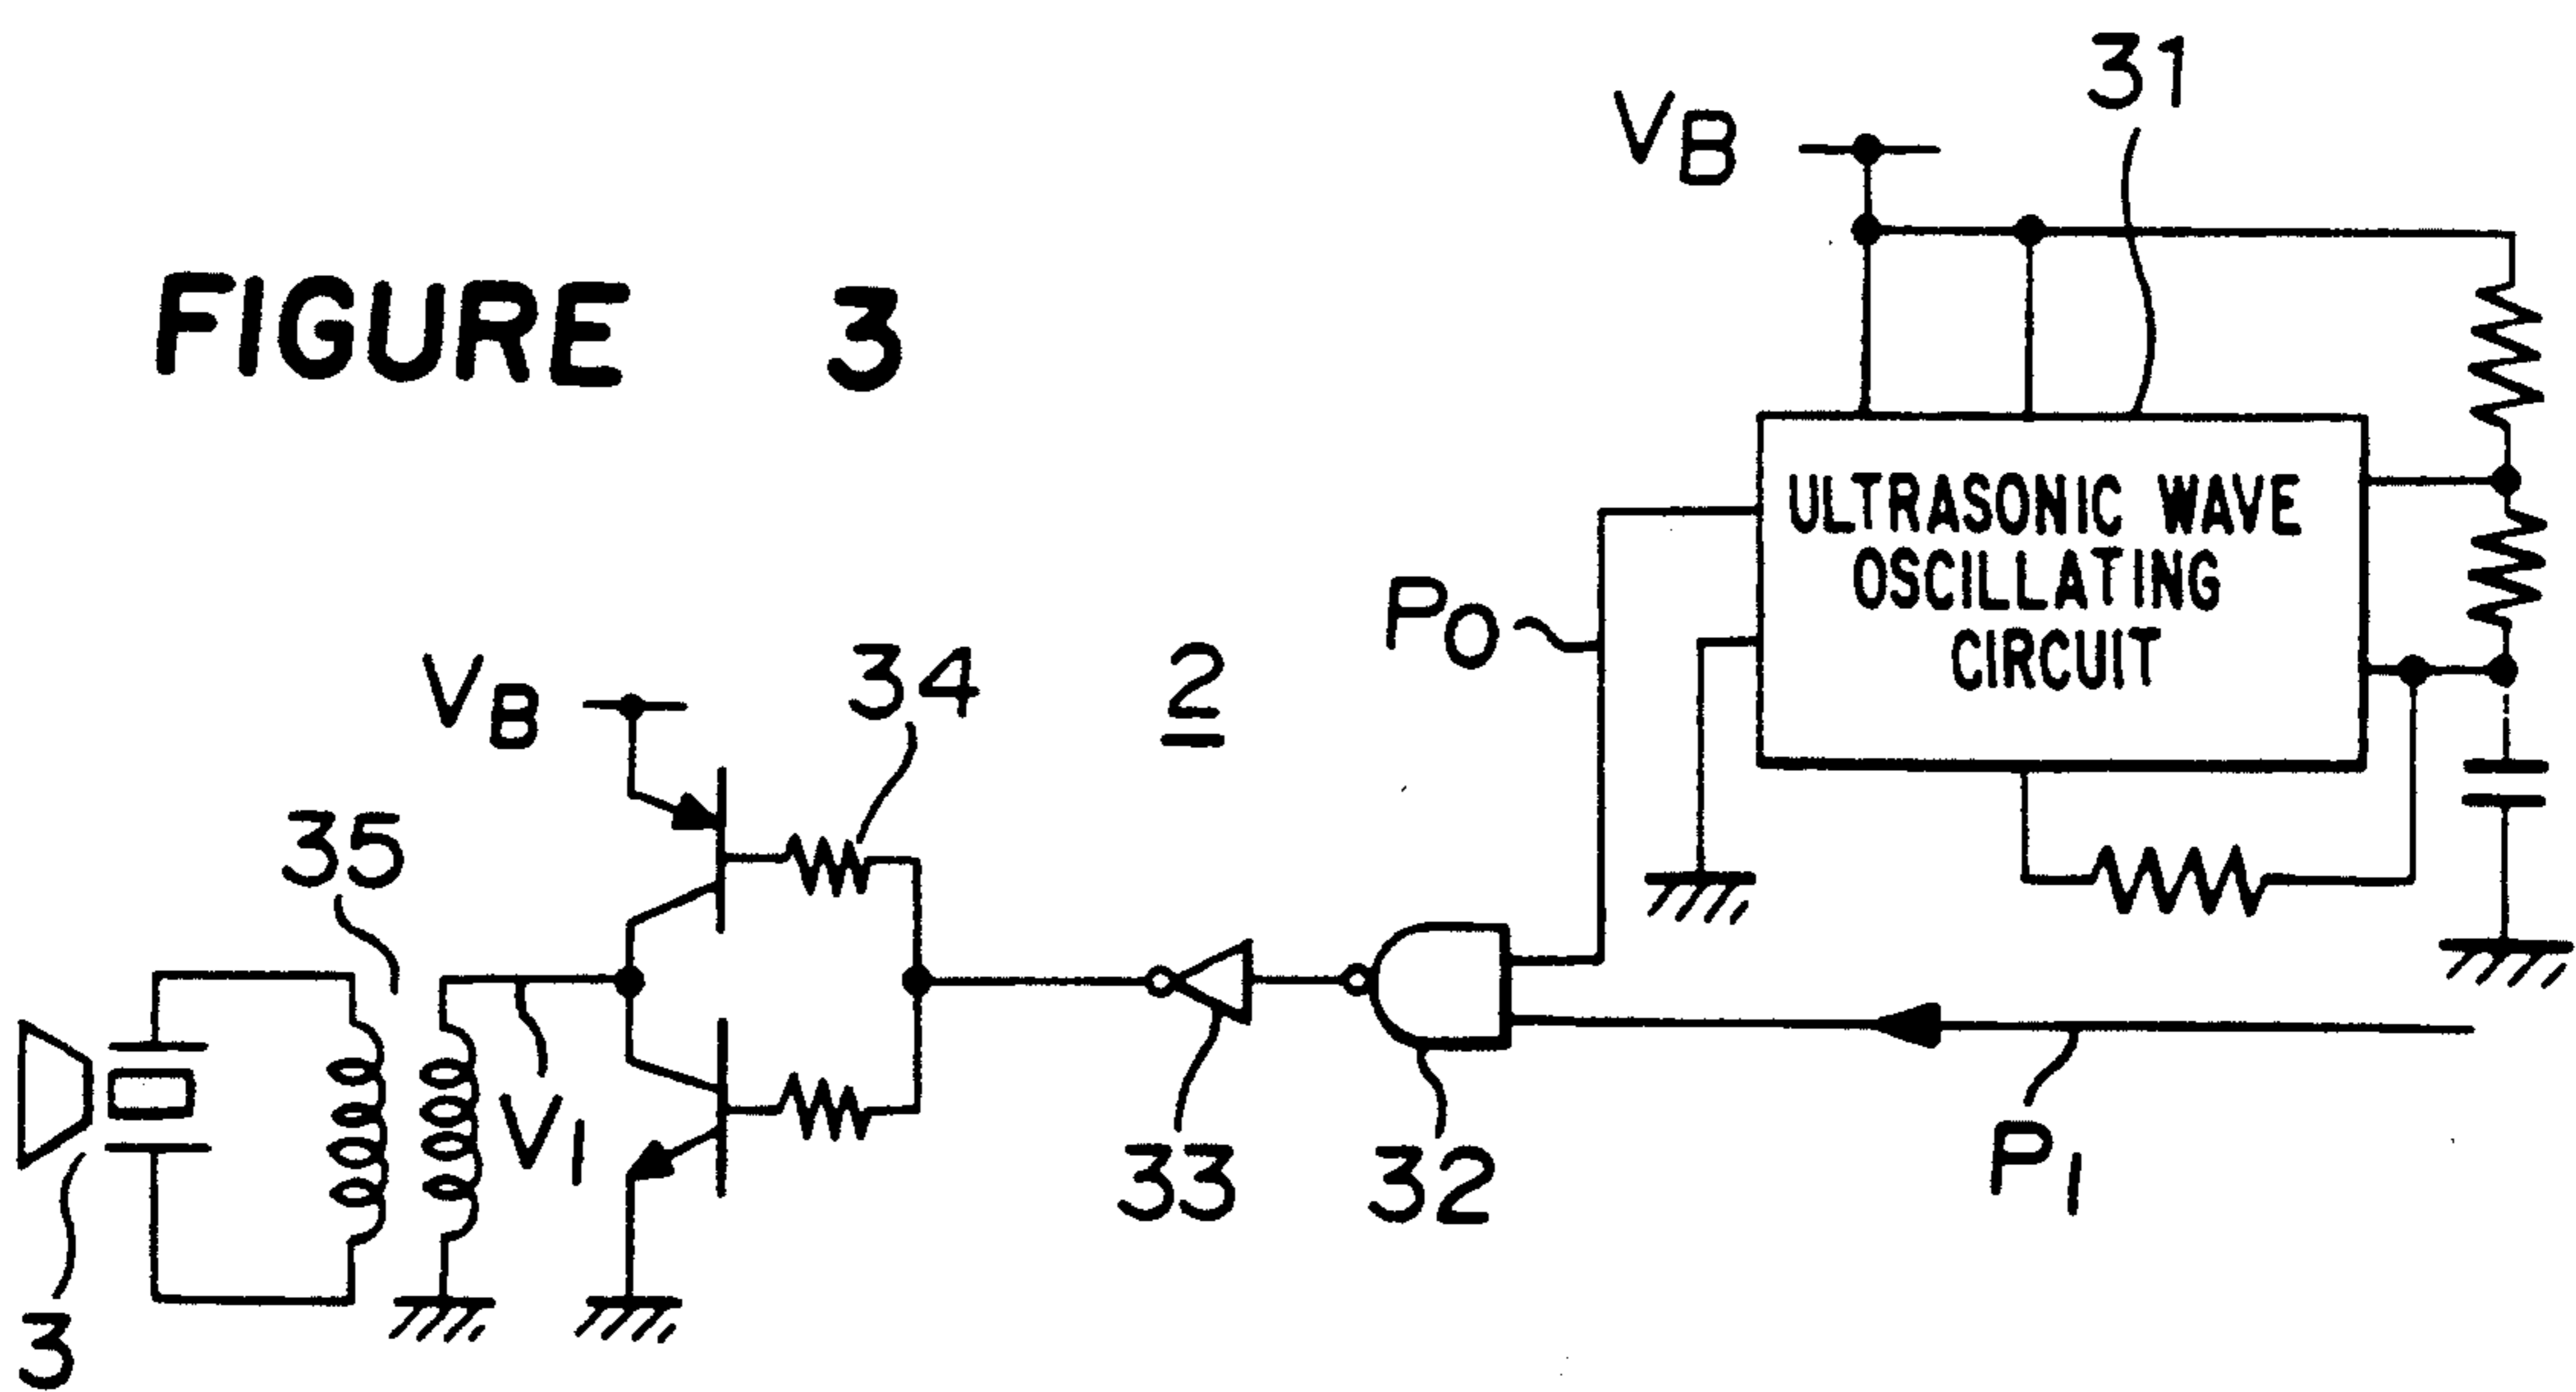 31
VB
FIGURE 3
ULTRASONIC WAVE
OSCILLATING
CIRCUIT
PO
VB
34
2
35
V1
33
32
P1
3